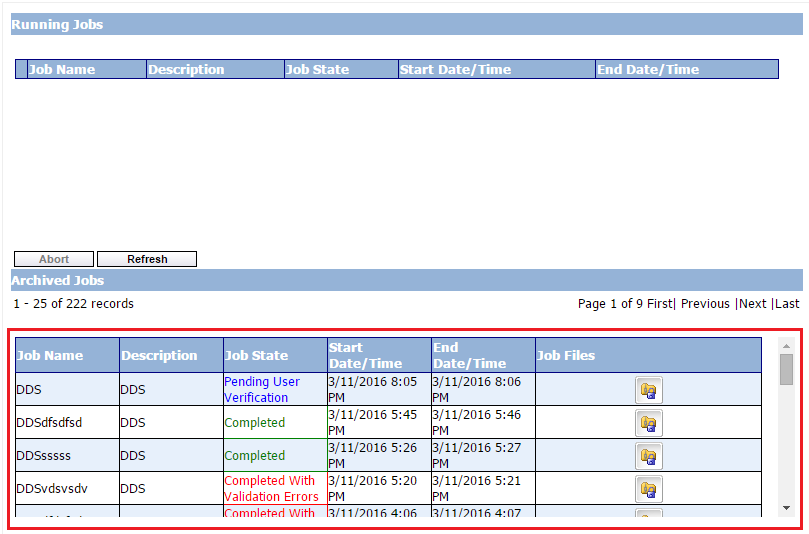 Running Jobs
Job Name Description Job State Start Date/Time End Date/Time
Abort Refresh
Archived Jobs
1 - 25 of 222 records Page 1 of 9 First| Previous |Next |Last
Job Name Description Job State Start Date/Time End Date/Time Job Files
DDS DDS Pending User Verification 3/11/2016 8:05 PM 3/11/2016 8:06 PM
DDSdfsdfsd DDS Completed 3/11/2016 5:45 PM 3/11/2016 5:46 PM
DDSsssss DDS Completed 3/11/2016 5:26 PM 3/11/2016 5:27 PM
DDSvdsvsdv DDS Completed With Validation Errors 3/11/2016 5:20 PM 3/11/2016 5:21 PM
Completed With 3/11/2016 4:06 3/11/2016 4:07